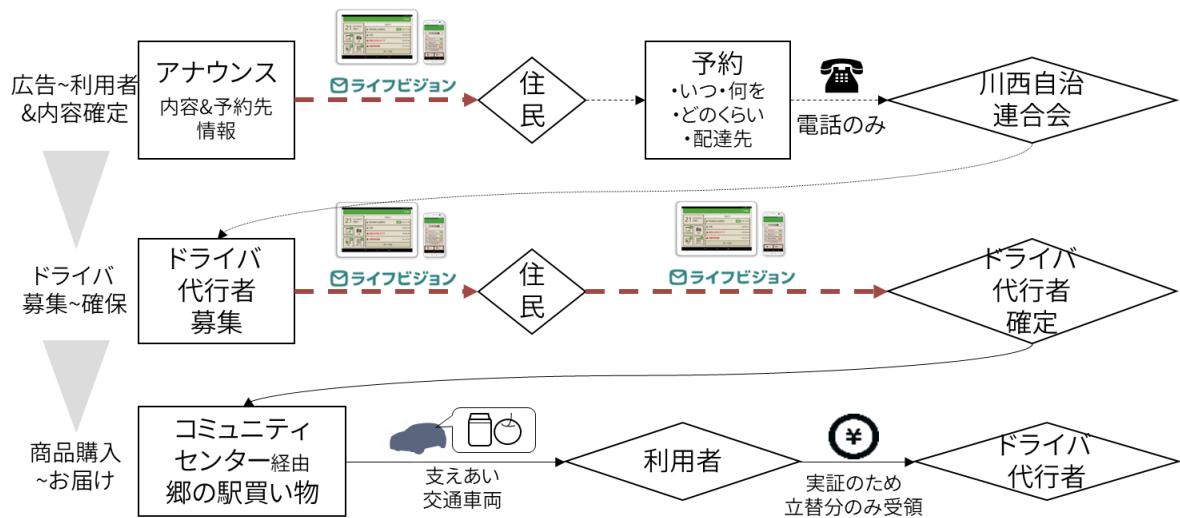 広告~利用者
&内容確定
アナウンス
内容&予約先
情報
ライフビジョン
住
民
予約
・いつ・何を
・どのくらい
・配達先
電話のみ
川西自治
連合会
ドライバ
募集~確保
ドライバ
代行者
募集
ライフビジョン
住
民
ライフビジョン
ドライバ
代行者
確定
商品購入
~お届け
コミュニティ
センター経由
郷の駅買い物
支えあい
交通車両
利用者
¥
実証のため
立替分のみ受領
ドライバ
代行者